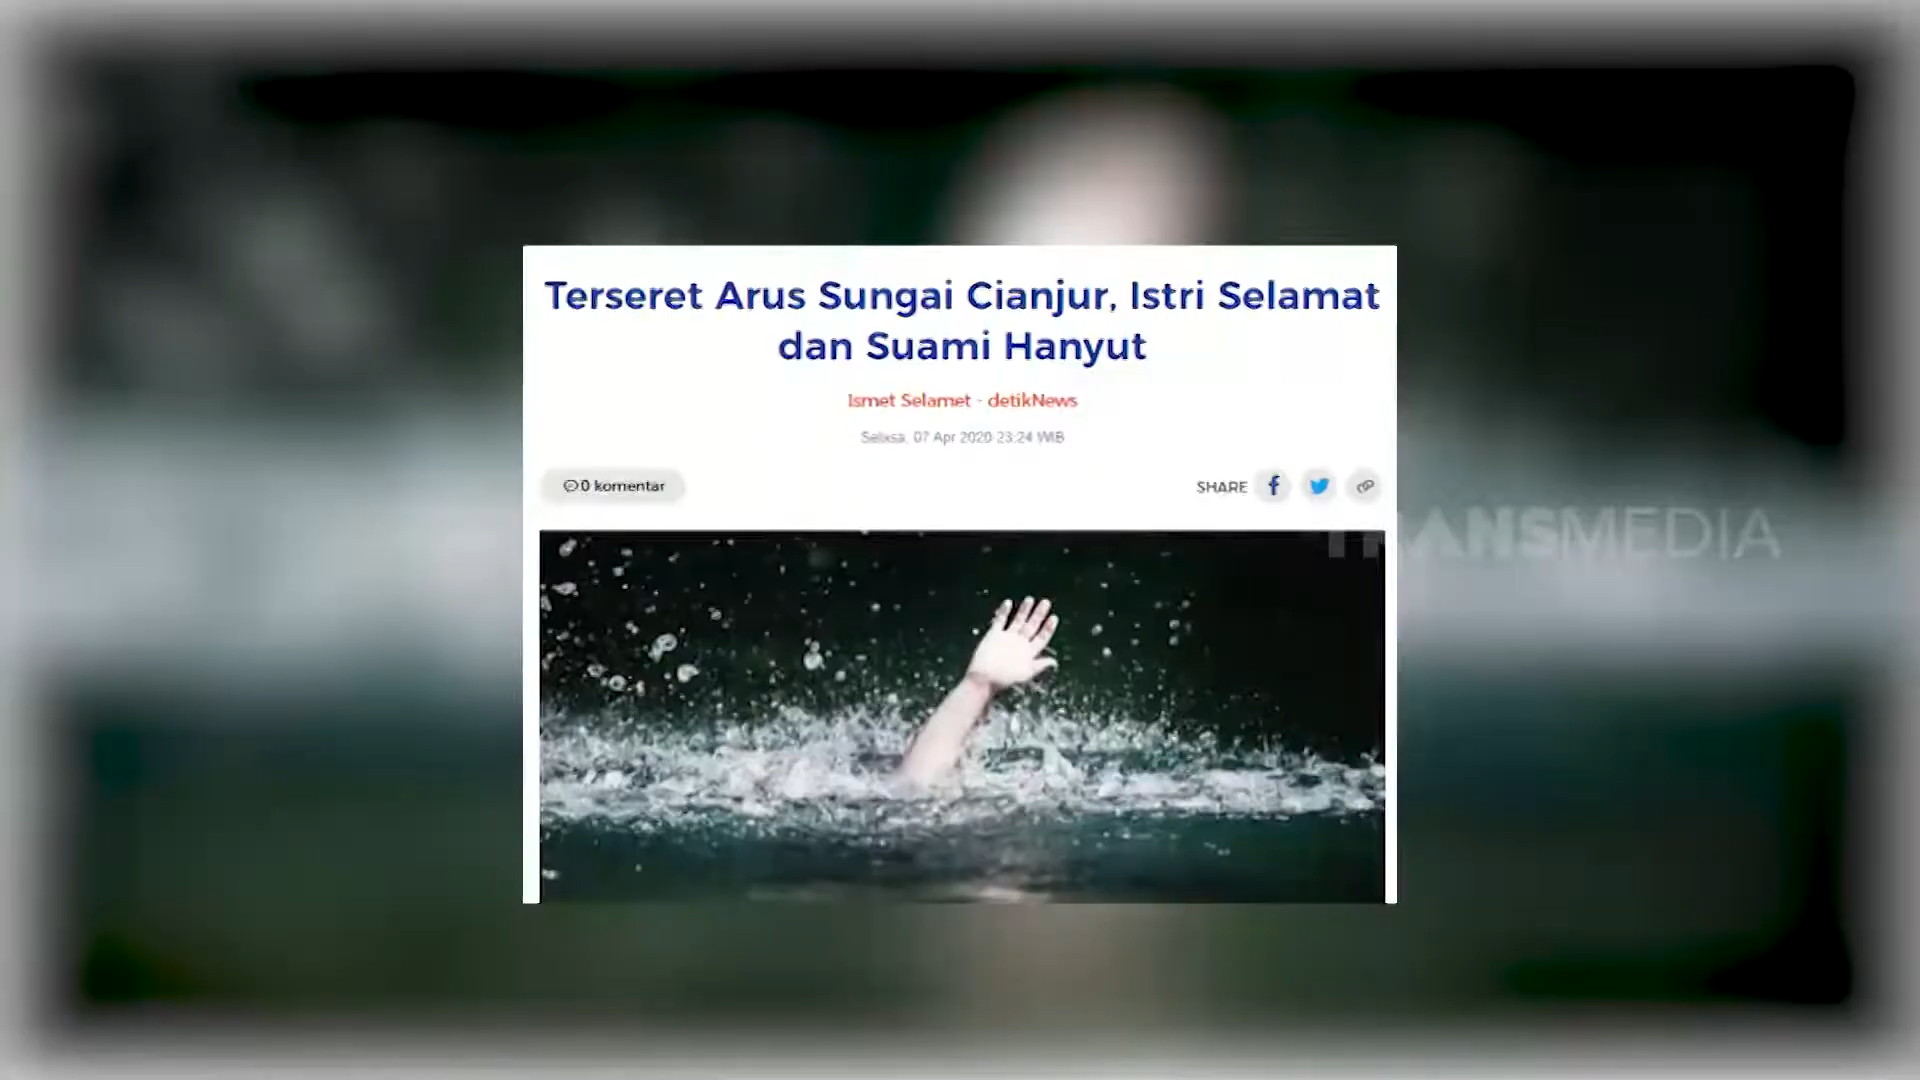 Terseret Arus Sungai Cianjur, Istri Selamat
dan Suami Hanyut
Ismet Selamet - detikNews
Selasa, 07 Apr 2020 23:24 WIB
0 komentar
SHARE
TRANSMEDIA